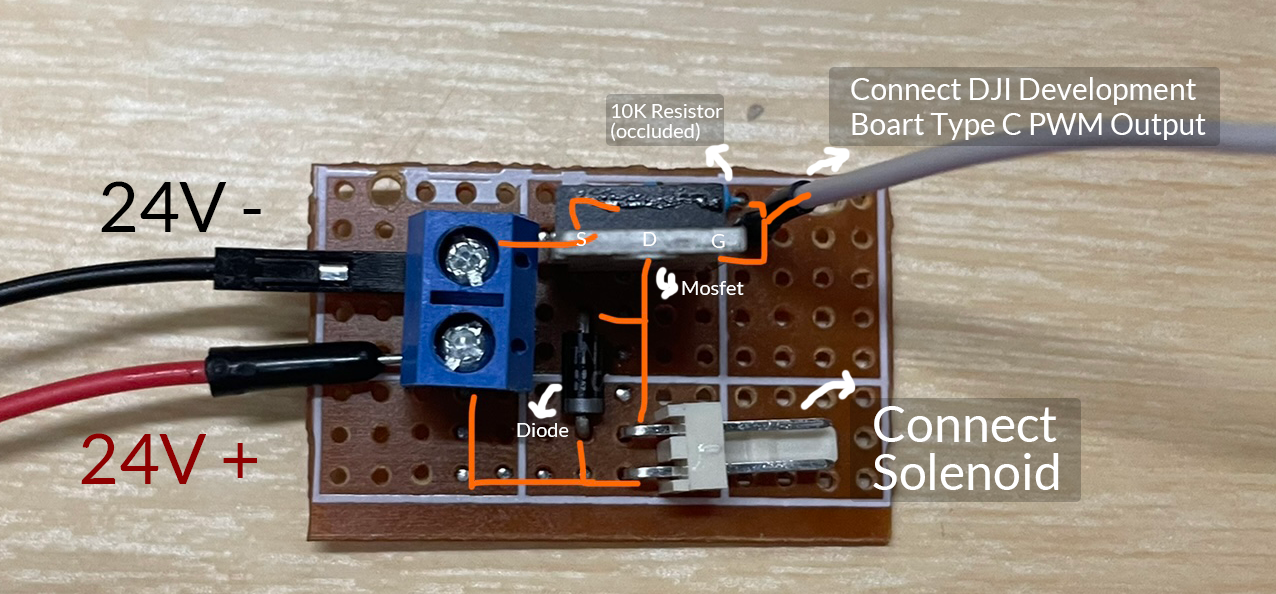 10K Resistor
(occluded)
Connect DJI Development
Boart Type C PWM Output
24V -
S D G
Mosfet
24V +
Diode
Connect
Solenoid